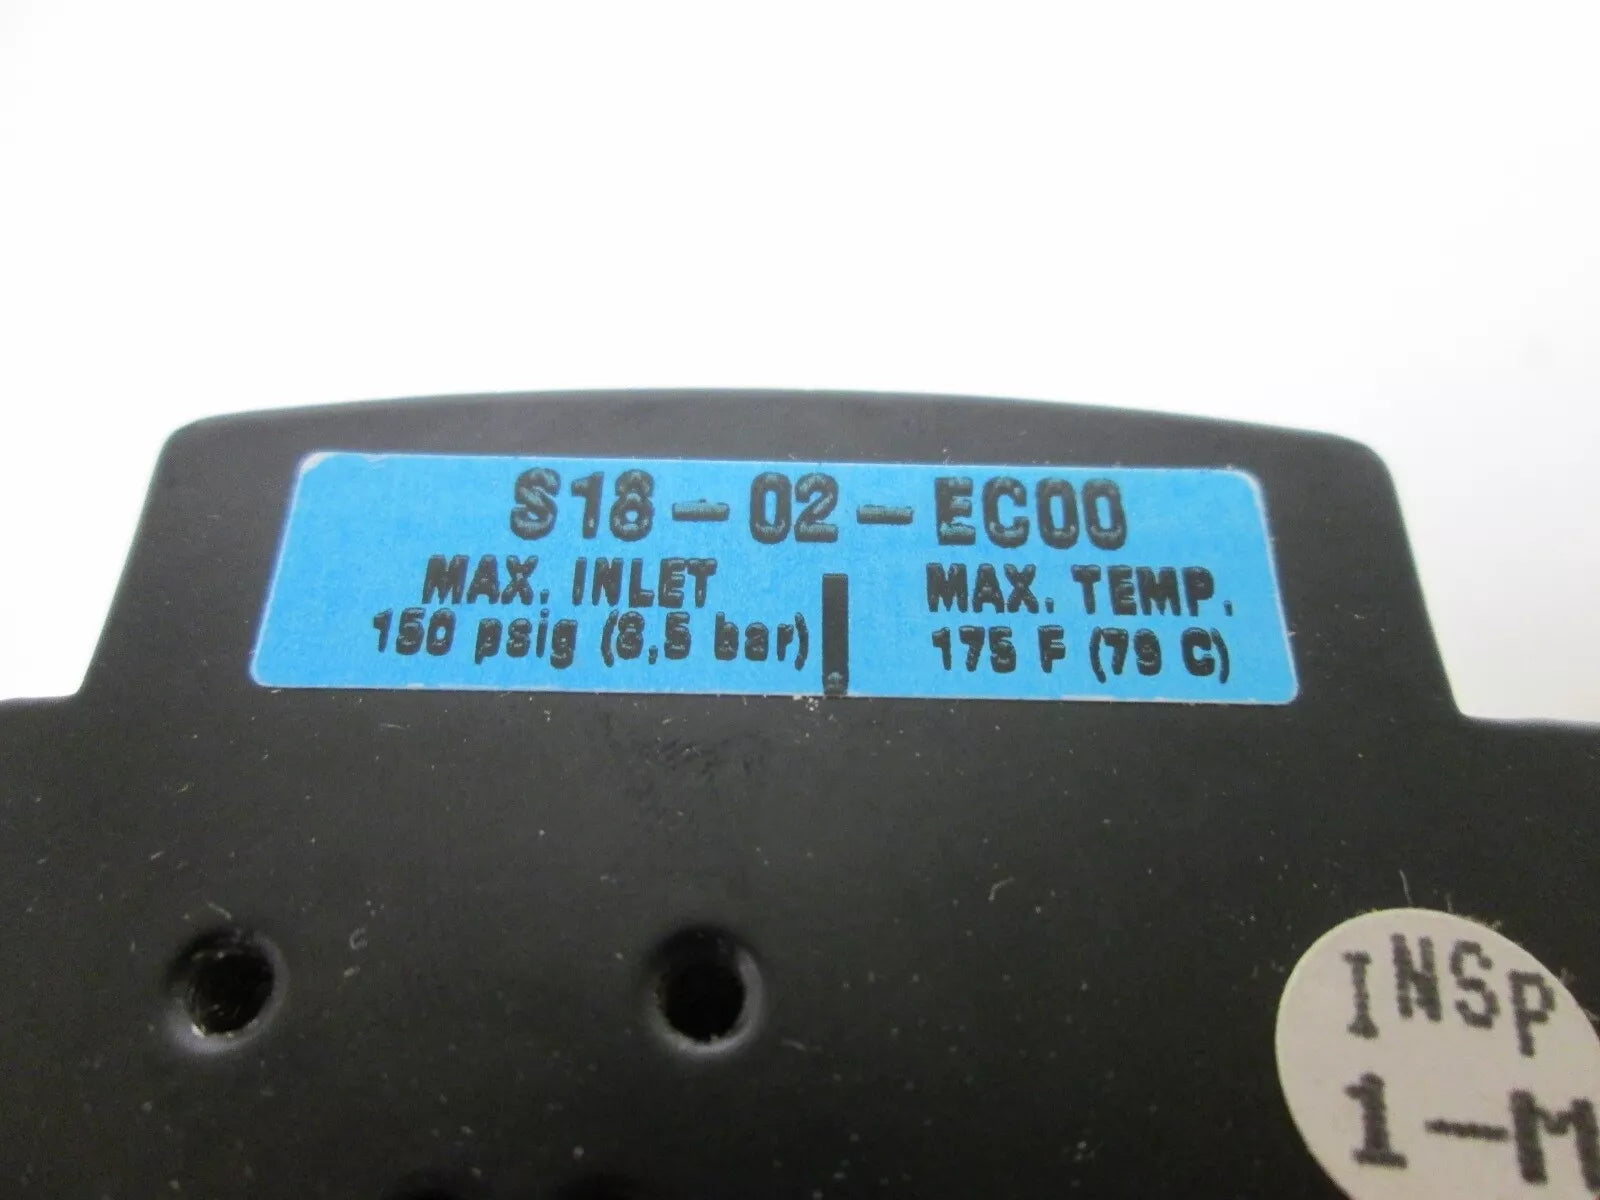 S18-02-EC00
MAX. INLET
150 psig (8,5 bar)
MAX. TEMP.
175 F (79 C)
INSP
1-M